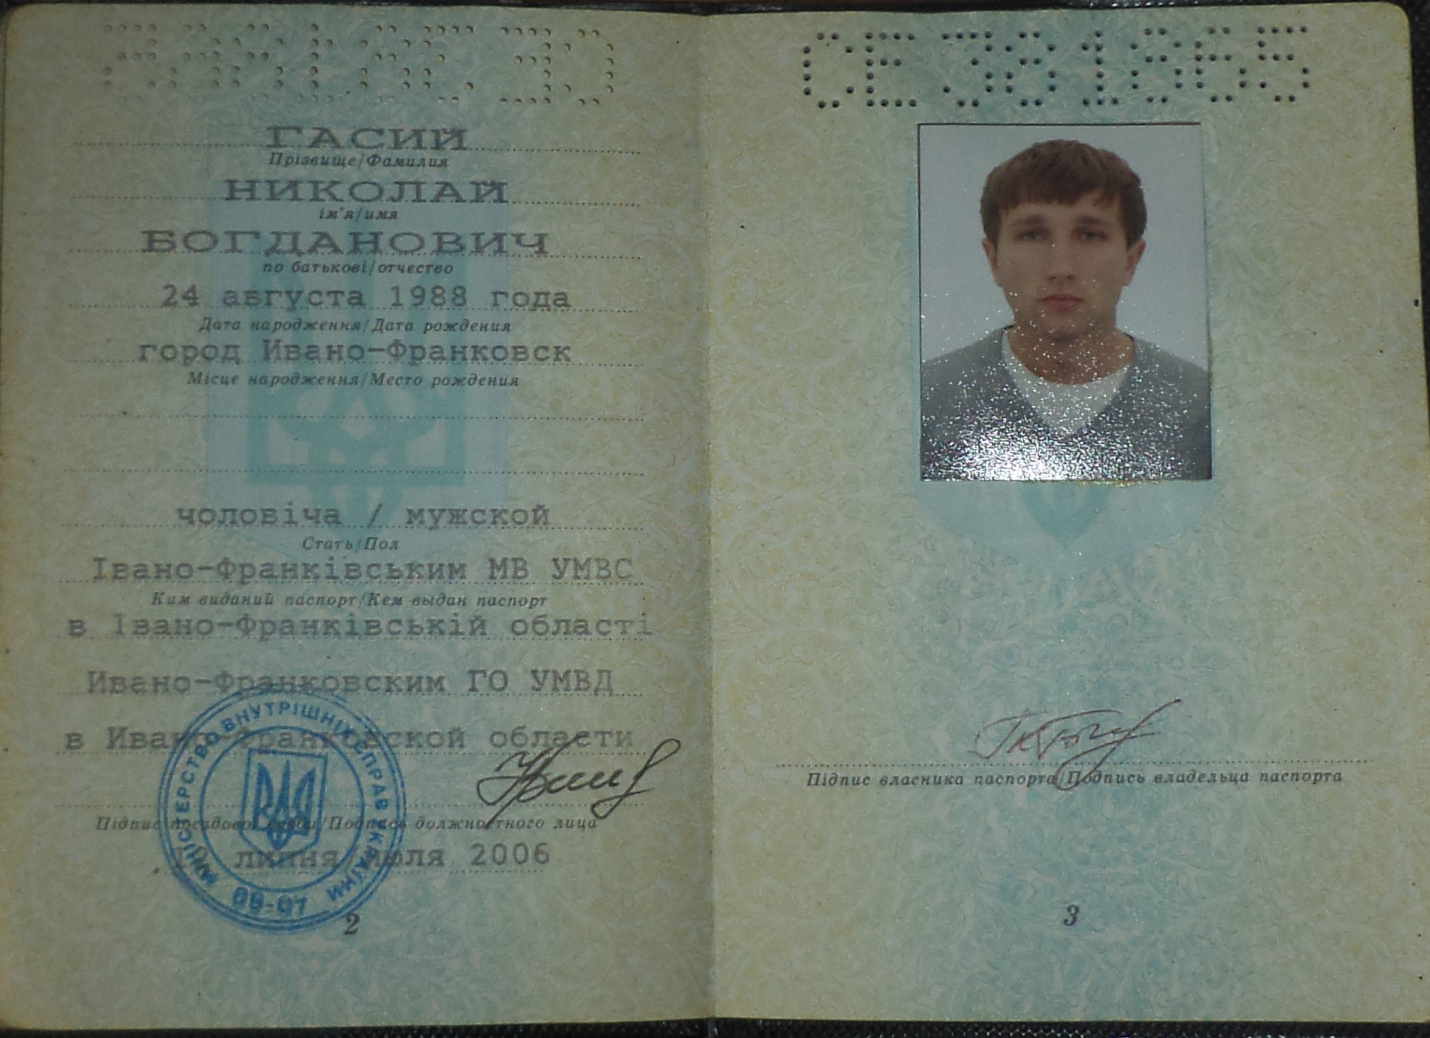 ГАСИЙ
Прізвище/Фамилия
НИКОЛАЙ
ім'я/имя
БОГДАНОВИЧ
по батькові/отчество
24 августа 1988 года
Дата народження/Дата рождения
город Ивано-Франковск
Місце народження/Место рождения
чоловіча / мужской
Стать/Пол
Івано-Франківським МВ УМВС
Ким виданий паспорт/Кем выдан паспорт
в Івано-Франківській області
Ивано-Франковским ГО УМВД
в Ивано-Франковской области
Підпис посадової особи/Подпись должностного лица
липня июля 2006
МІНІСТЕРСТВО ВНУТРІШНІХ СПРАВ УКРАЇНИ
09-07
2
СЕ 381865
Підпис власника паспорта/Подпись владельца паспорта
3